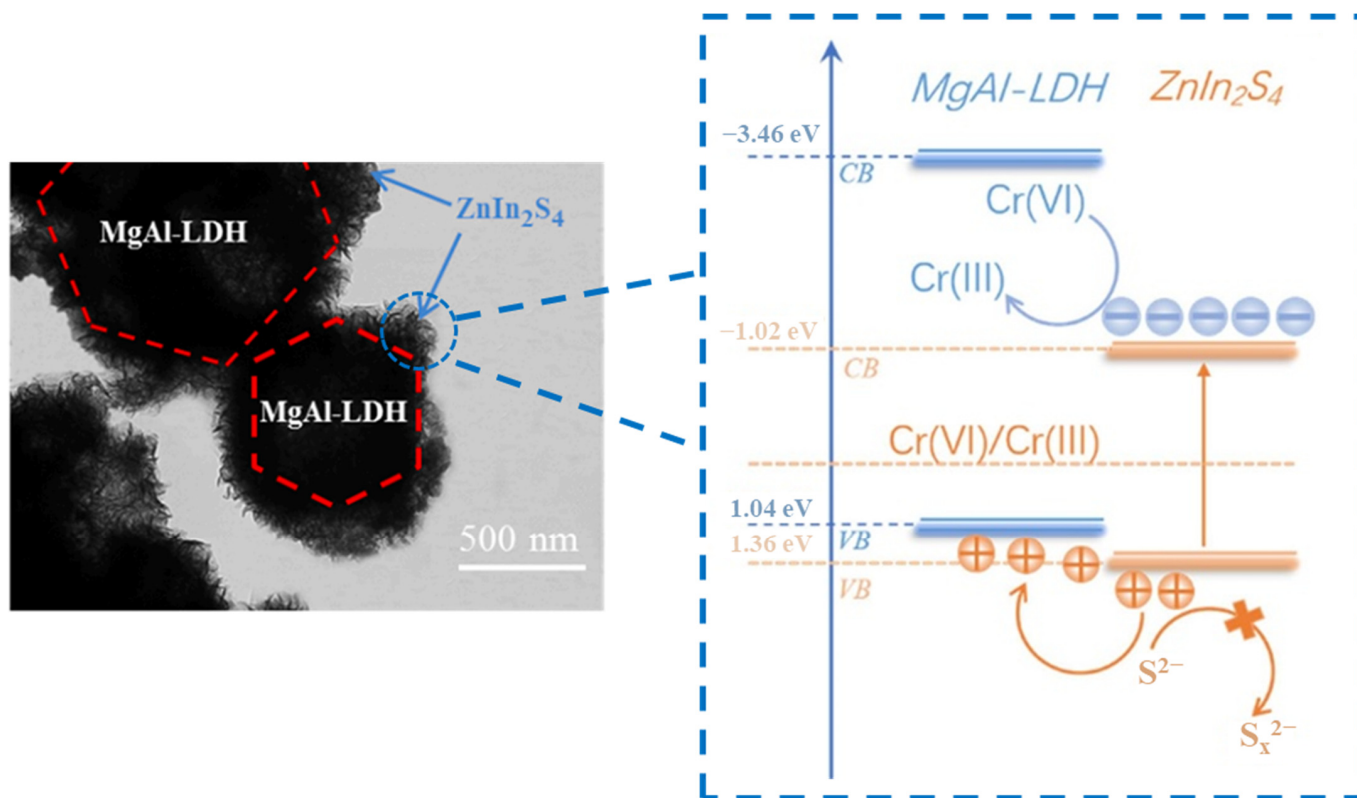 MgAl-LDH
ZnIn₂S₄
MgAl-LDH
500 nm
MgAl-LDH ZnIn₂S₄
−3.46 eV
CB
Cr(VI)
Cr(III)
−1.02 eV
CB
Cr(VI)/Cr(III)
1.04 eV
VB
1.36 eV
VB
S²⁻
Sₓ²⁻